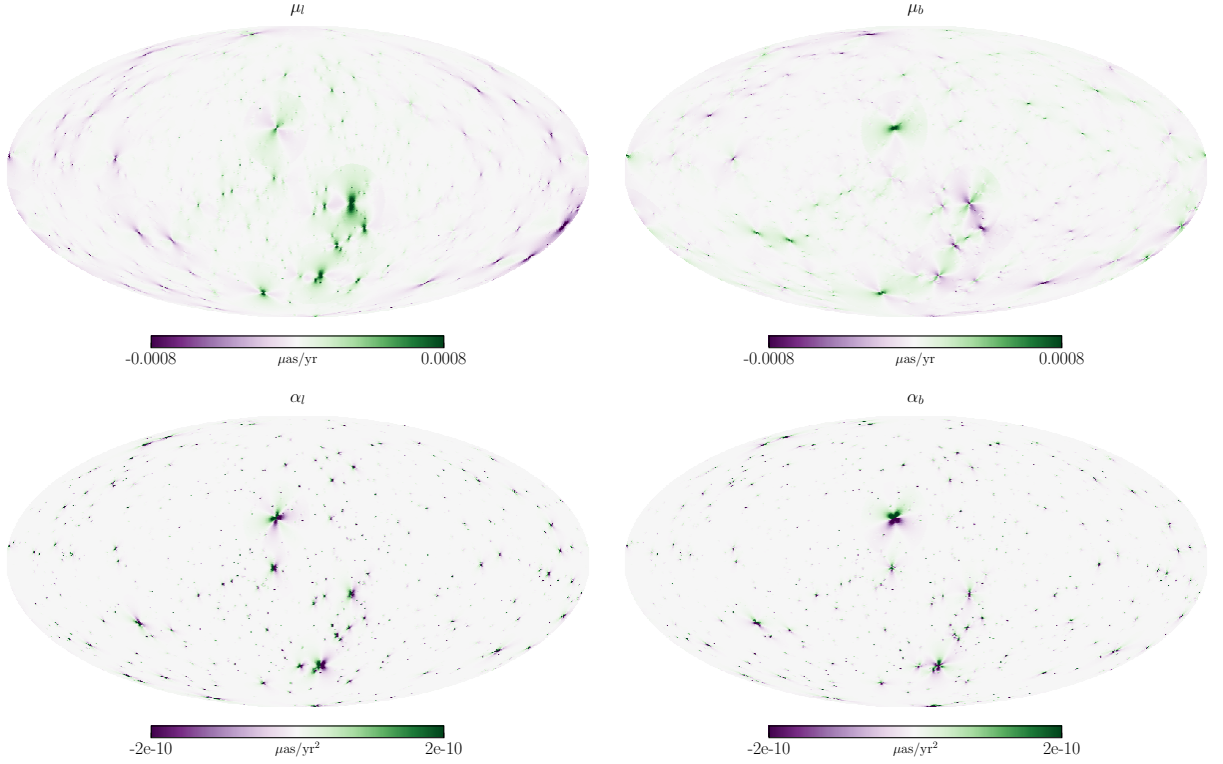 μ_l
μ_b
-0.0008 μas/yr 0.0008
-0.0008 μas/yr 0.0008
α_l
α_b
-2e-10 μas/yr² 2e-10
-2e-10 μas/yr² 2e-10